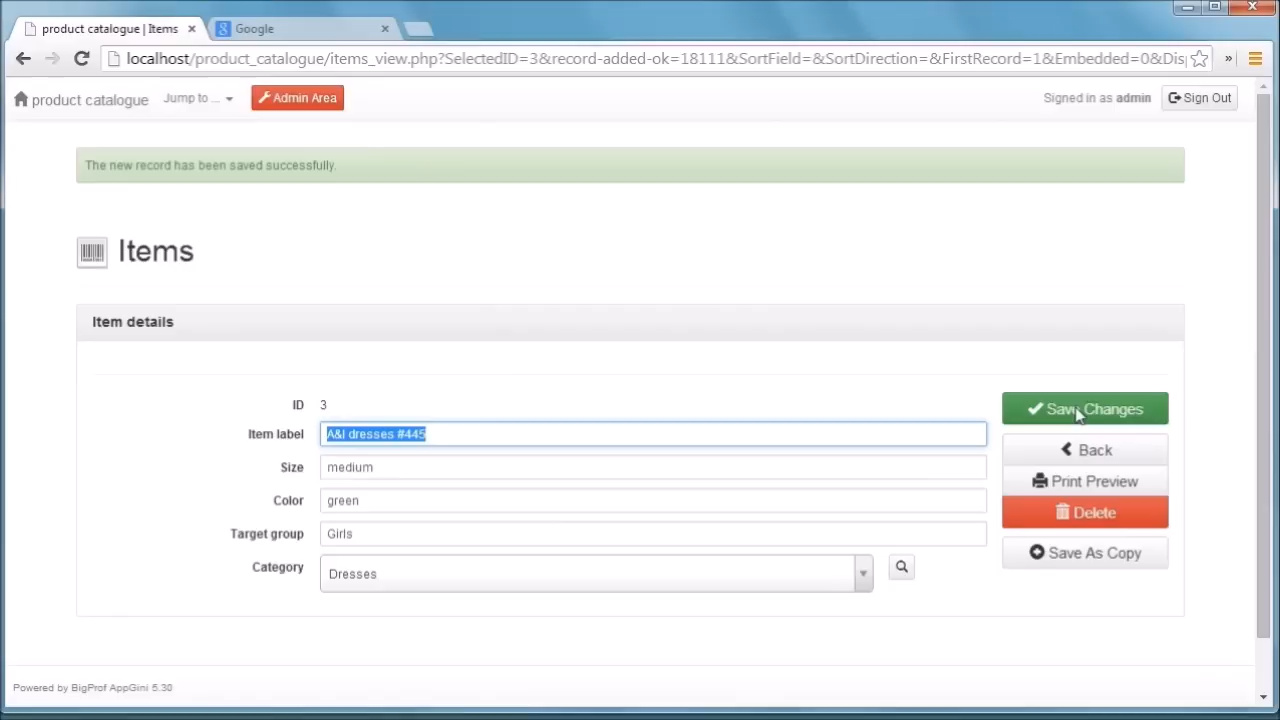 product catalogue | Items
Google
localhost/product_catalogue/items_view.php?SelectedID=3&record-added-ok=18111&SortField=&SortDirection=&FirstRecord=1&Embedded=0&Dis
product catalogue Jump to ... Admin Area Signed in as admin Sign Out
The new record has been saved successfully.
Items
Item details
ID 3
Item label A&I dresses #445
Size medium
Color green
Target group Girls
Category Dresses
Save Changes
Back
Print Preview
Delete
Save As Copy
Powered by BigProf AppGini 5.30